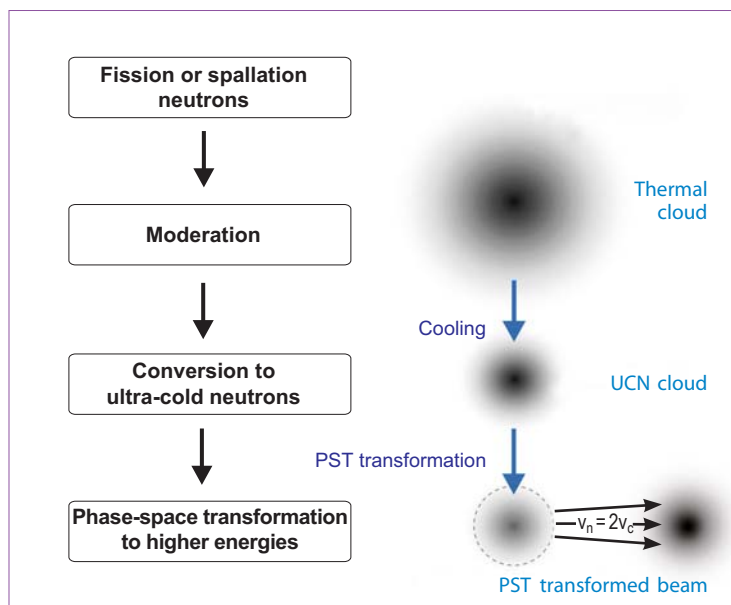 Fission or spallation
neutrons
Moderation
Conversion to
ultra-cold neutrons
Phase-space transformation
to higher energies
Thermal
cloud
Cooling
UCN cloud
PST transformation
vₙ = 2v꜀
PST transformed beam